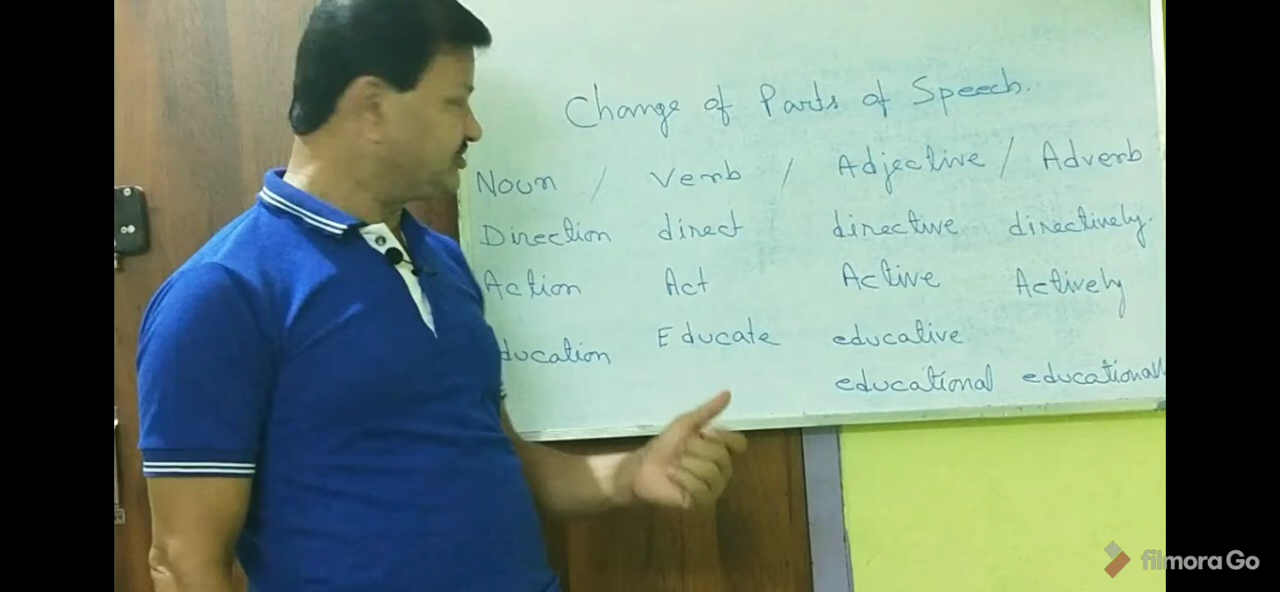 Change of Parts of Speech.
Noun / Verb / Adjective / Adverb
Direction direct directive directively.
Action Act Active Actively
ducation Educate educative
educational educationall
filmora Go